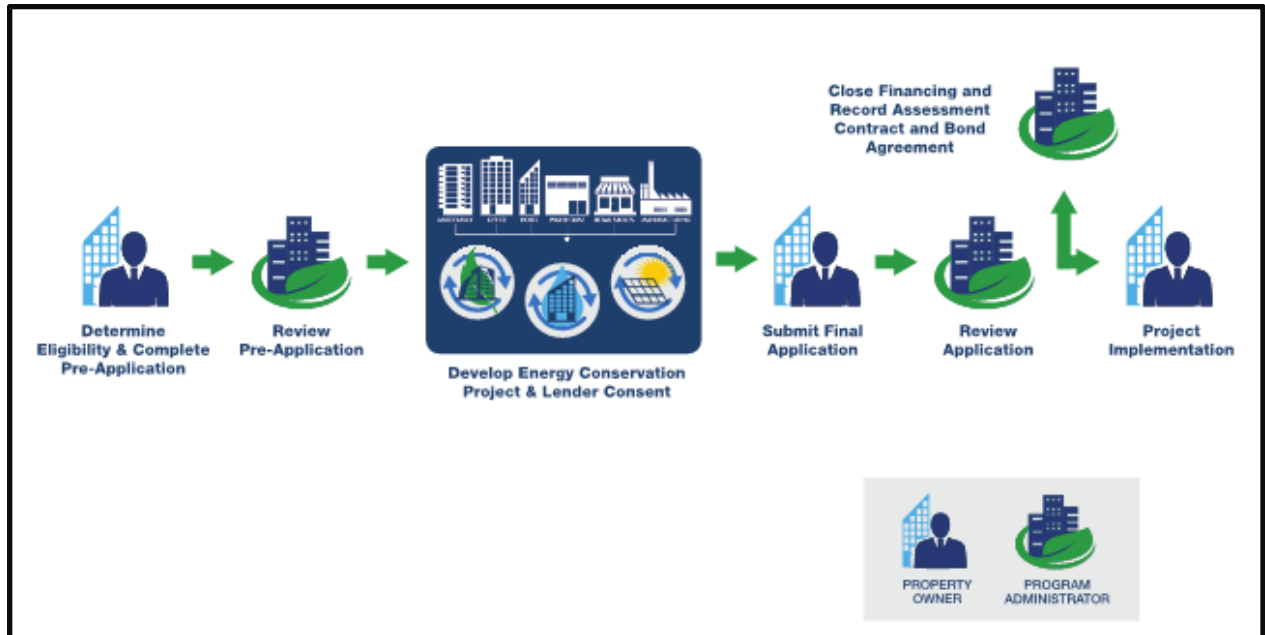 Determine
Eligibility & Complete
Pre-Application
Review
Pre-Application
Develop Energy Conservation
Project & Lender Consent
Submit Final
Application
Review
Application
Close Financing and
Record Assessment
Contract and Bond
Agreement
Project
Implementation
PROPERTY
OWNER
PROGRAM
ADMINISTRATOR